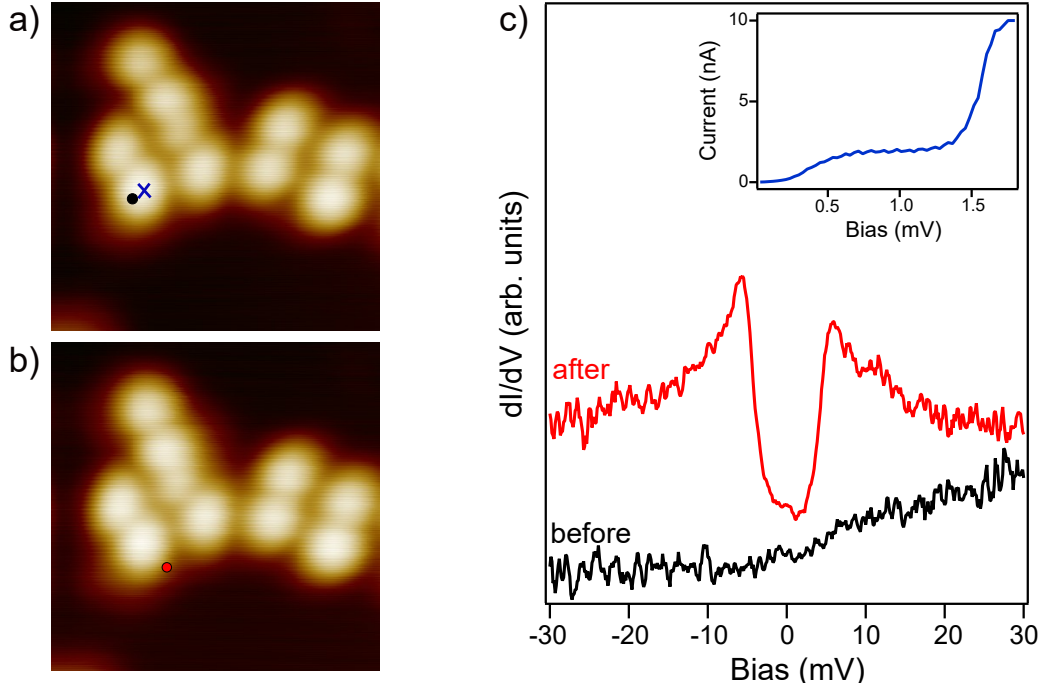 a)
b)
c)
dI/dV (arb. units)
after
before
-30
-20
-10
0
10
20
30
Bias (mV)
Current (nA)
10
5
0
0.5
1.0
1.5
Bias (mV)